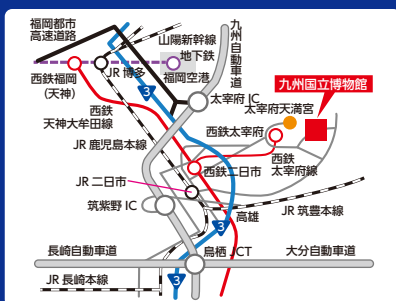 福岡都市
高速道路
山陽新幹線
地下鉄
九州自動車道
西鉄福岡
(天神)
JR 博多
福岡空港
3
太宰府 IC
九州国立博物館
太宰府天満宮
西鉄
天神大牟田線
西鉄太宰府
JR 鹿児島本線
西鉄
太宰府線
西鉄二日市
JR 二日市
筑紫野 IC
高雄
JR 筑豊本線
3
長崎自動車道
鳥栖 JCT
大分自動車道
JR 長崎本線
3